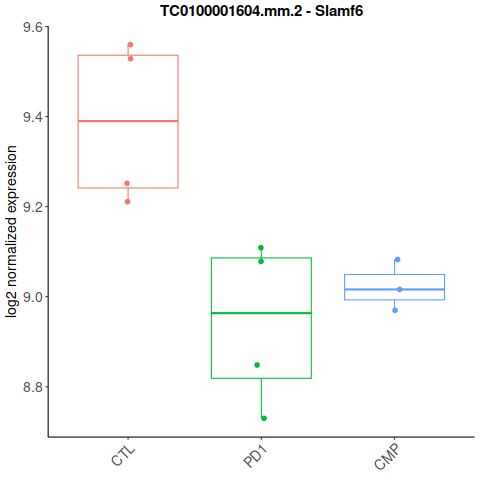 TC0100001604.mm.2 - Slamf6
log2 normalized expression
9.6
9.4
9.2
9.0
8.8
CTL
PD1
CMP